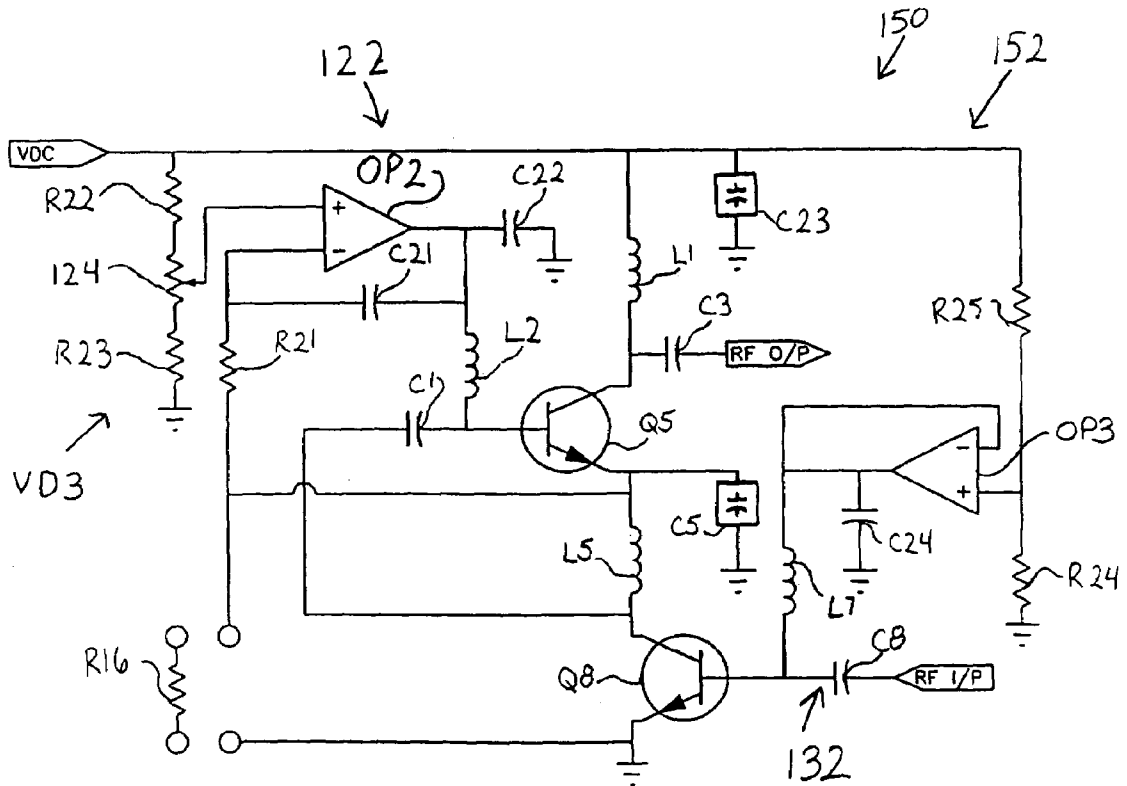 150
122
152
VDC
OP2
C22
R22
C23
C21
L1
124
C3
R25
L2
RF O/P
R23
R21
C1
OP3
Q5
VD3
C5
C24
L5
R24
L7
C8
R16
Q8
RF I/P
132